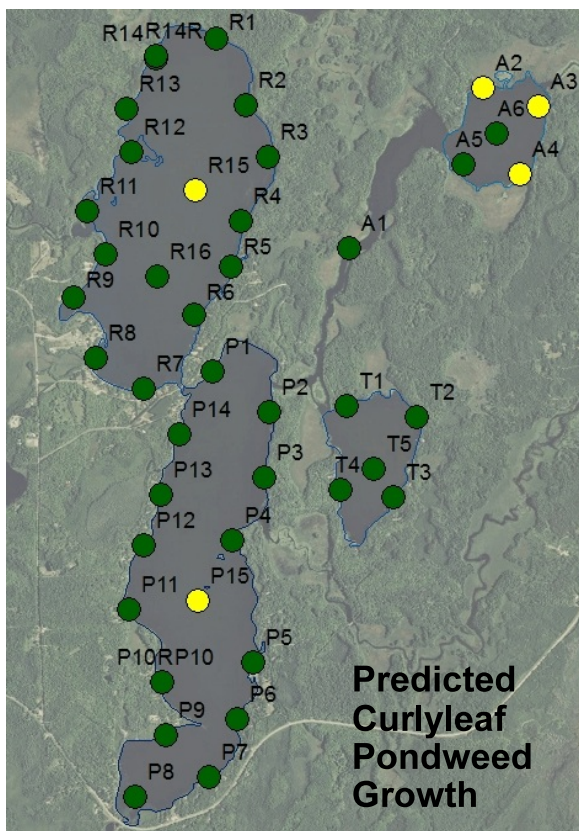 R14R14R
R1
A2
A3
R13
R2
A6
R12
R3
A5
A4
R15
R11
R4
A1
R10
R5
R16
R9
R6
R8
P1
R7
P2
T1
T2
P14
T5
P3
P13
T4
T3
P12
P4
P15
P11
P5
P10RP10
P6
P9
P7
P8
Predicted
Curlyleaf
Pondweed
Growth